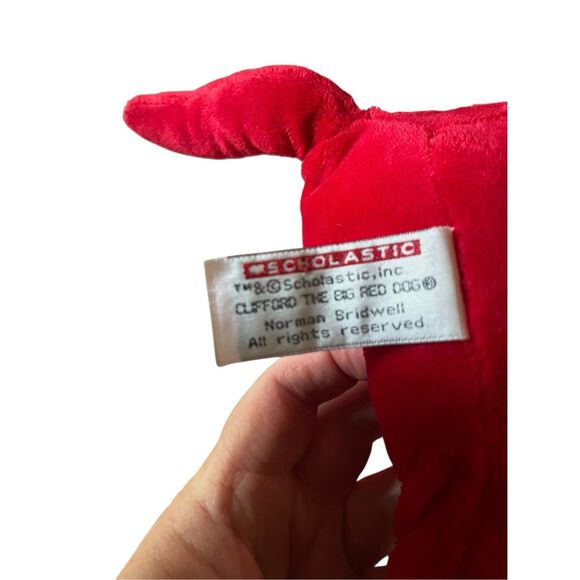 SCHOLASTIC
TM&©Scholastic,inc.
CLIFFORD THE BIG RED DOG®
Norman Bridwell
All rights reserved.